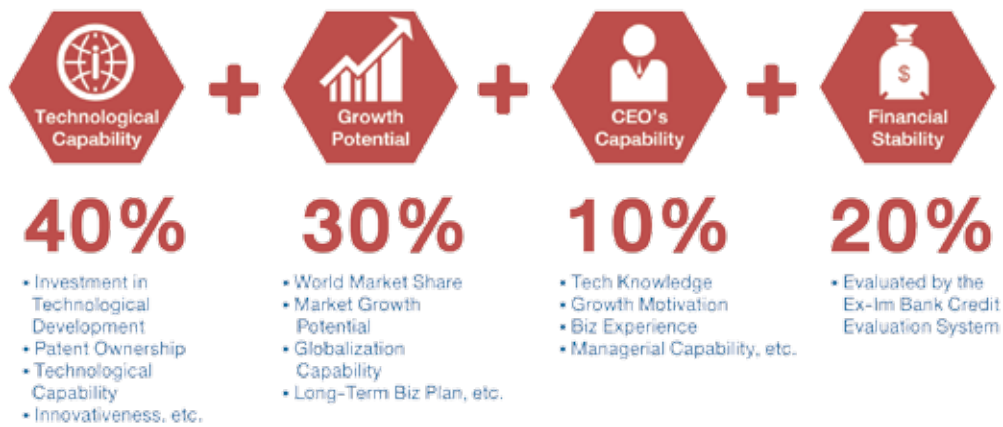 Technological
Capability
Growth
Potential
CEO's
Capability
$
Financial
Stability
40%
30%
10%
20%
• Investment in
Technological
Development
• Patent Ownership
• Technological
Capability
• Innovativeness, etc.
• World Market Share
• Market Growth
Potential
• Globalization
Capability
• Long-Term Biz Plan, etc.
• Tech Knowledge
• Growth Motivation
• Biz Experience
• Managerial Capability, etc.
• Evaluated by the
Ex-Im Bank Credit
Evaluation System